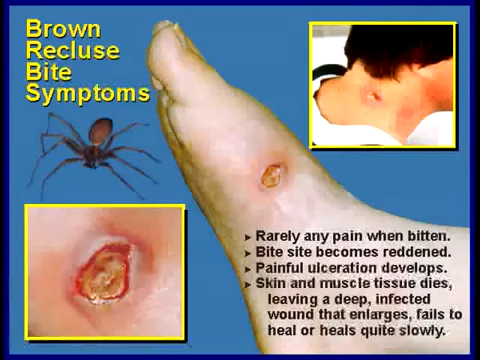 Brown
Recluse
Bite
Symptoms
➤ Rarely any pain when bitten.
➤ Bite site becomes reddened.
➤ Painful ulceration develops.
➤ Skin and muscle tissue dies,
leaving a deep, infected
wound that enlarges, fails to
heal or heals quite slowly.